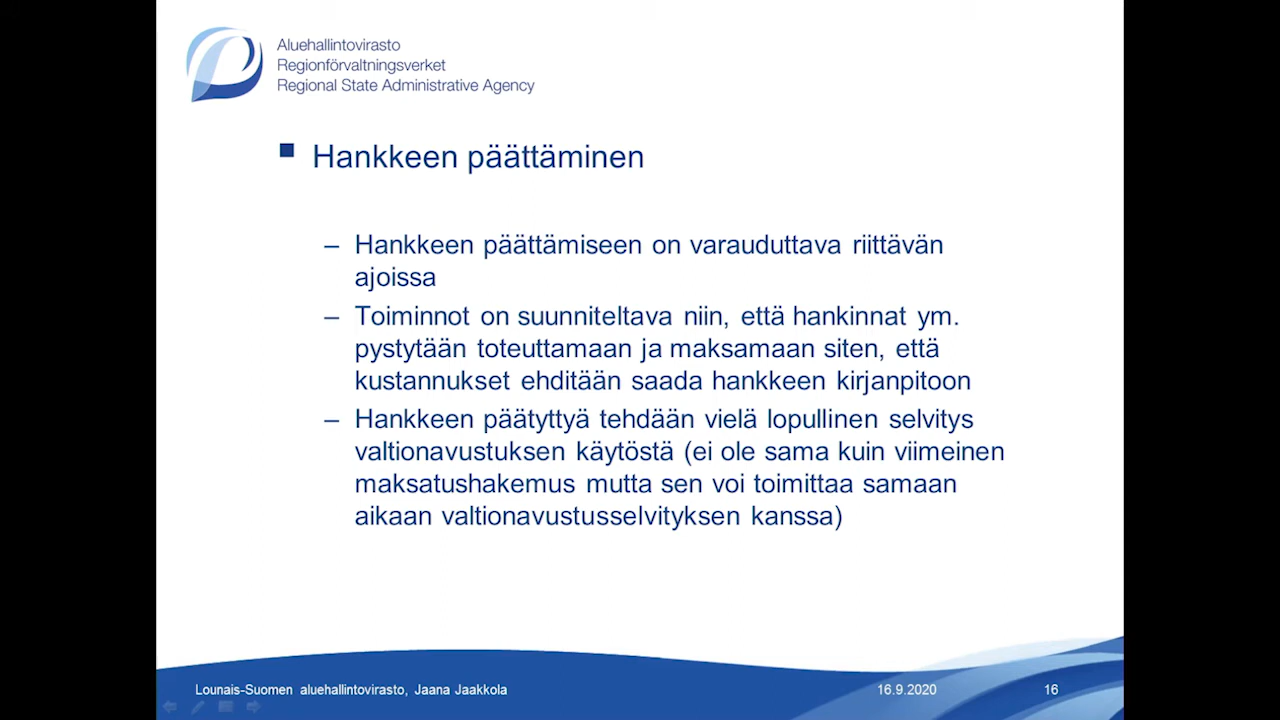 Aluehallintovirasto
Regionförvaltningsverket
Regional State Administrative Agency
Hankkeen päättäminen
– Hankkeen päättämiseen on varauduttava riittävän
ajoissa
– Toiminnot on suunniteltava niin, että hankinnat ym.
pystytään toteuttamaan ja maksamaan siten, että
kustannukset ehditään saada hankkeen kirjanpitoon
– Hankkeen päätyttyä tehdään vielä lopullinen selvitys
valtionavustuksen käytöstä (ei ole sama kuin viimeinen
maksatushakemus mutta sen voi toimittaa samaan
aikaan valtionavustusselvityksen kanssa)
Lounais-Suomen aluehallintovirasto, Jaana Jaakkola 16.9.2020 16